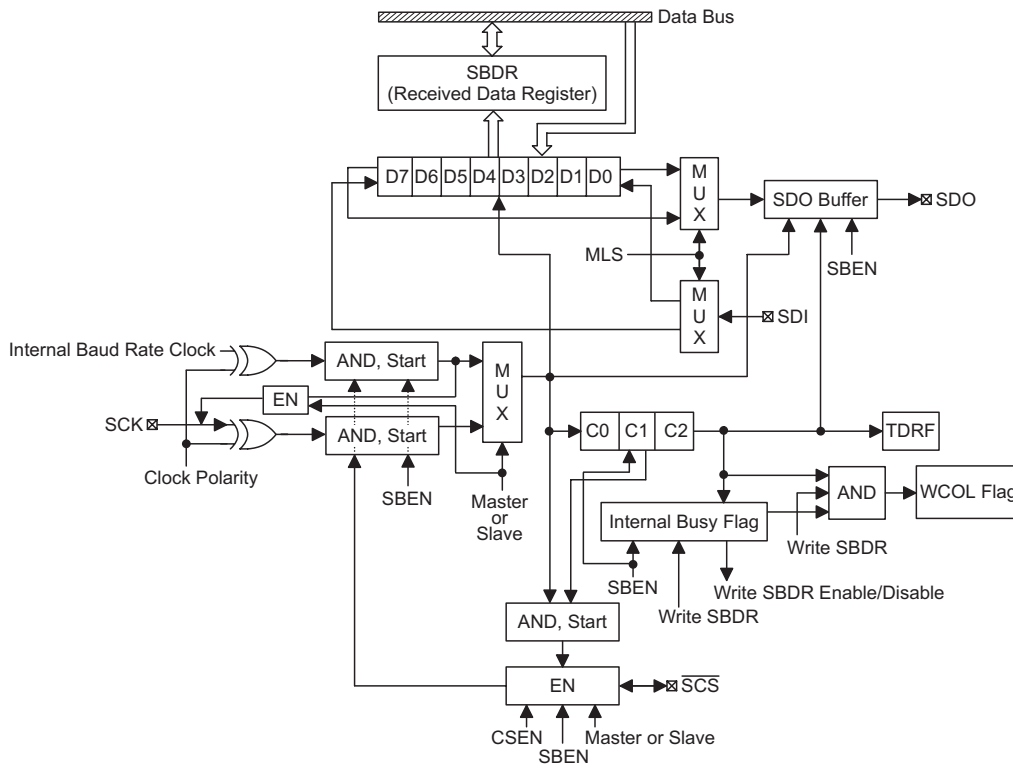 Data Bus
SBDR
(Received Data Register)
D7 D6 D5 D4 D3 D2 D1 D0
MUX
SDO Buffer
SDO
MLS
SBEN
MUX
SDI
Internal Baud Rate Clock
AND, Start
MUX
EN
SCK
AND, Start
C0 C1 C2
TDRF
Clock Polarity
SBEN
Master
or
Slave
AND
WCOL Flag
Internal Busy Flag
Write SBDR
SBEN
Write SBDR Enable/Disable
Write SBDR
AND, Start
EN
SCS
CSEN
SBEN
Master or Slave